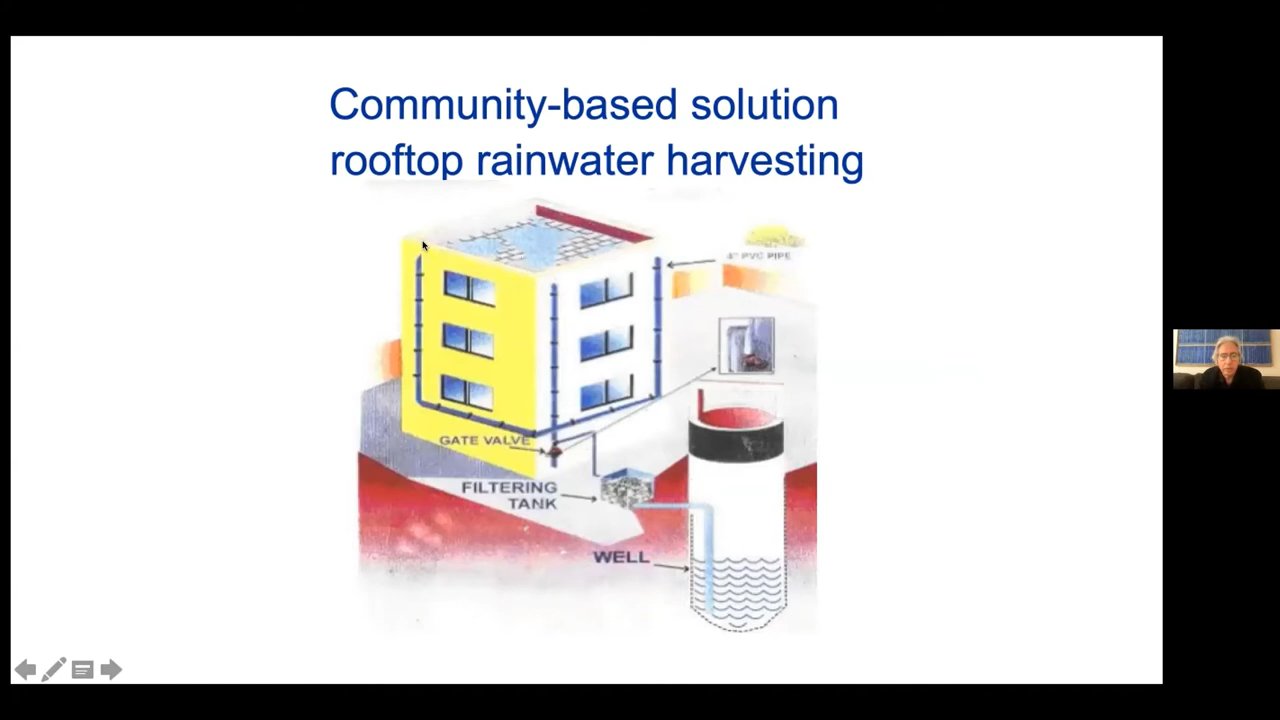 Community-based solution
rooftop rainwater harvesting
4" PVC PIPE
GATE VALVE
FILTERING
TANK
WELL